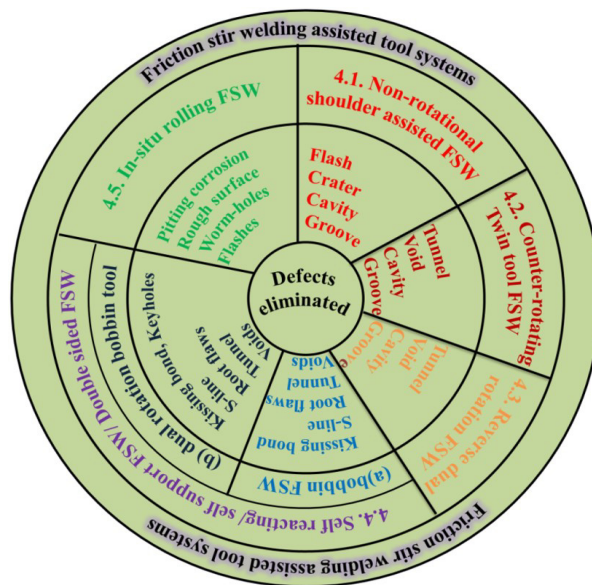 Friction stir welding assisted tool systems
4.1. Non-rotational
shoulder assisted FSW
Flash
Crater
Cavity
Groove
4.2. Counter-rotating
Twin tool FSW
Tunnel
Void
Cavity
Groove
4.3. Reverse dual
rotation FSW
Tunnel
Void
Cavity
Groove
4.4. Self reacting/ self support FSW/ Double sided FSW
(a)bobbin FSW
Voids
Tunnel
Root flaws
S-line
Kissing bond
(b) dual rotation bobbin tool
Voids
Tunnel
Root flaws
S-line
Kissing bond, Keyholes
4.5. In-situ rolling FSW
Pitting corrosion
Rough surface
Worm-holes
Flashes
Defects
eliminated
Friction stir welding assisted tool systems